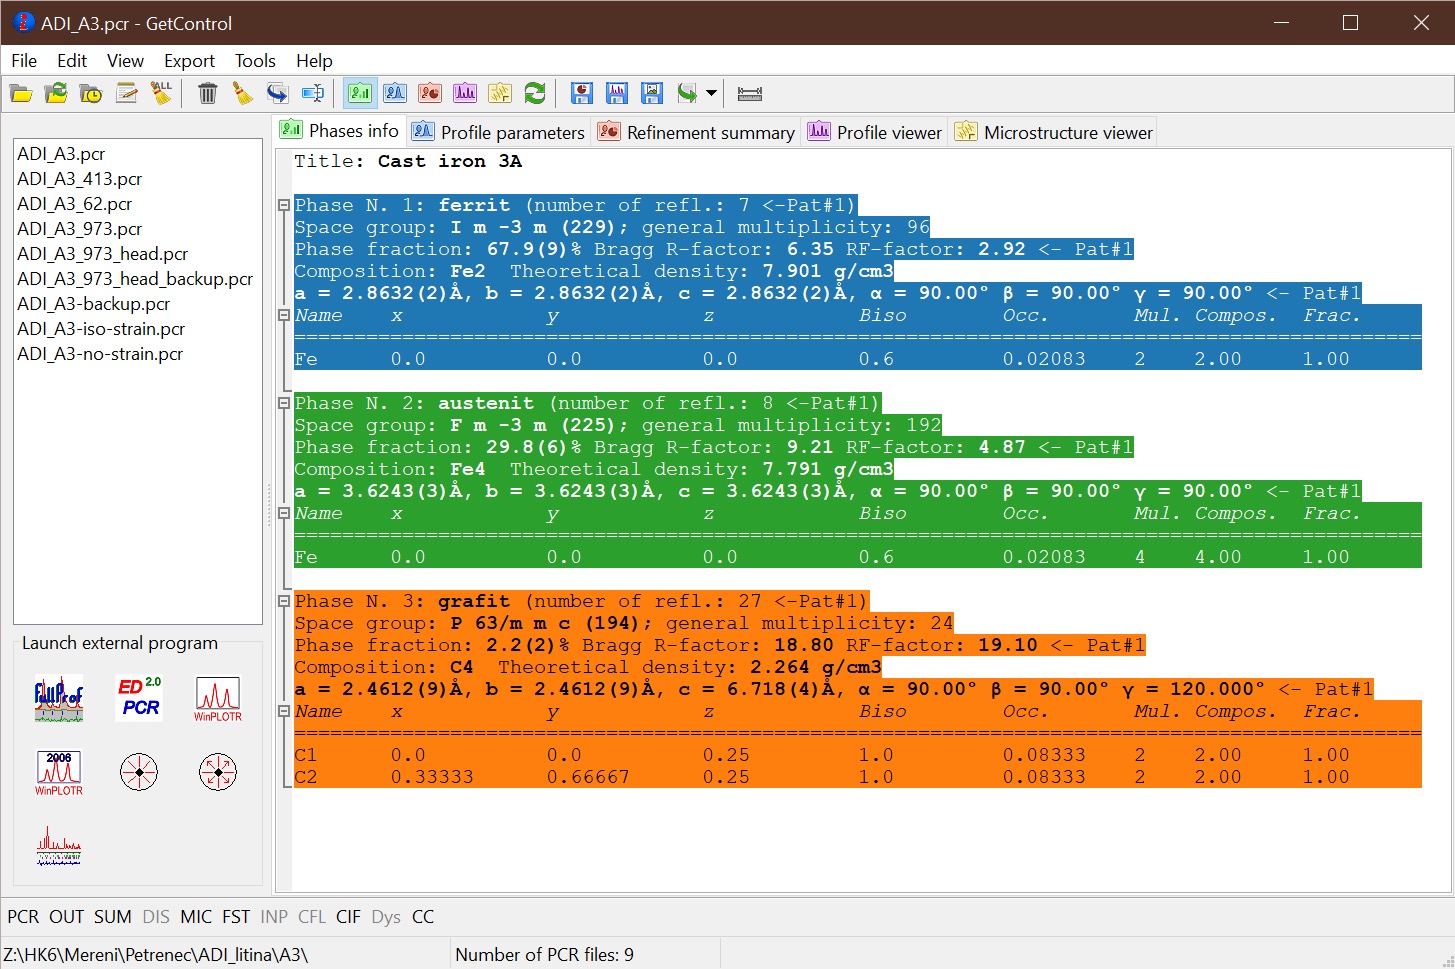 ADI_A3.pcr - GetControl
File Edit View Export Tools Help
ALL
Phases info Profile parameters Refinement summary Profile viewer Microstructure viewer
ADI_A3.pcr
ADI_A3_413.pcr
ADI_A3_62.pcr
ADI_A3_973.pcr
ADI_A3_973_head.pcr
ADI_A3_973_head_backup.pcr
ADI_A3-backup.pcr
ADI_A3-iso-strain.pcr
ADI_A3-no-strain.pcr
Launch external program
FullProf
ED 2.0 PCR
WinPLOTR
2006 WinPLOTR
Title: Cast iron 3A
Phase N. 1: ferrit (number of refl.: 7 <-Pat#1)
Space group: I m -3 m (229); general multiplicity: 96
Phase fraction: 67.9(9)% Bragg R-factor: 6.35 RF-factor: 2.92 <- Pat#1
Composition: Fe2 Theoretical density: 7.901 g/cm3
a = 2.8632(2)Å, b = 2.8632(2)Å, c = 2.8632(2)Å, α = 90.00° β = 90.00° γ = 90.00° <- Pat#1
Name x y z Biso Occ. Mul. Compos. Frac.
==============================================================================================
Fe 0.0 0.0 0.0 0.6 0.02083 2 2.00 1.00
Phase N. 2: austenit (number of refl.: 8 <-Pat#1)
Space group: F m -3 m (225); general multiplicity: 192
Phase fraction: 29.8(6)% Bragg R-factor: 9.21 RF-factor: 4.87 <- Pat#1
Composition: Fe4 Theoretical density: 7.791 g/cm3
a = 3.6243(3)Å, b = 3.6243(3)Å, c = 3.6243(3)Å, α = 90.00° β = 90.00° γ = 90.00° <- Pat#1
Name x y z Biso Occ. Mul. Compos. Frac.
==============================================================================================
Fe 0.0 0.0 0.0 0.6 0.02083 4 4.00 1.00
Phase N. 3: grafit (number of refl.: 27 <-Pat#1)
Space group: P 63/m m c (194); general multiplicity: 24
Phase fraction: 2.2(2)% Bragg R-factor: 18.80 RF-factor: 19.10 <- Pat#1
Composition: C4 Theoretical density: 2.264 g/cm3
a = 2.4612(9)Å, b = 2.4612(9)Å, c = 6.718(4)Å, α = 90.00° β = 90.00° γ = 120.000° <- Pat#1
Name x y z Biso Occ. Mul. Compos. Frac.
==============================================================================================
C1 0.0 0.0 0.25 1.0 0.08333 2 2.00 1.00
C2 0.33333 0.66667 0.25 1.0 0.08333 2 2.00 1.00
PCR OUT SUM DIS MIC FST INP CFL CIF Dys CC
Z:\HK6\Mereni\Petrenec\ADI_litina\A3\ Number of PCR files: 9